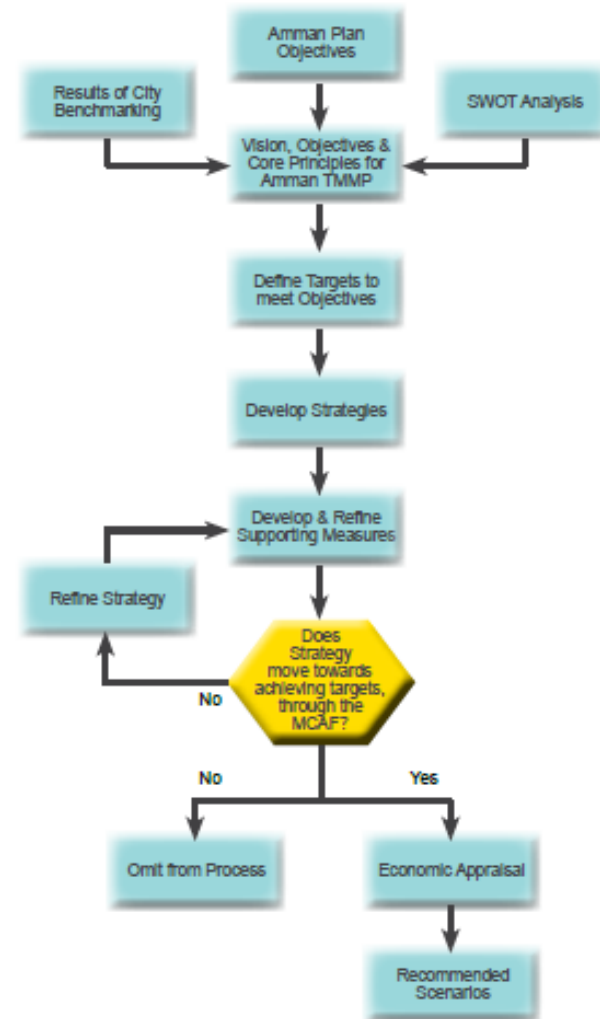 Amman Plan
Objectives
Results of City
Benchmarking
SWOT Analysis
Vision, Objectives &
Core Principles for
Amman TMMP
Define Targets to
meet Objectives
Develop Strategies
Develop & Refine
Supporting Measures
Refine Strategy
Does
Strategy
move towards
achieving targets,
through the
MCAF?
No
No
Yes
Omit from Process
Economic Appraisal
Recommended
Scenarios